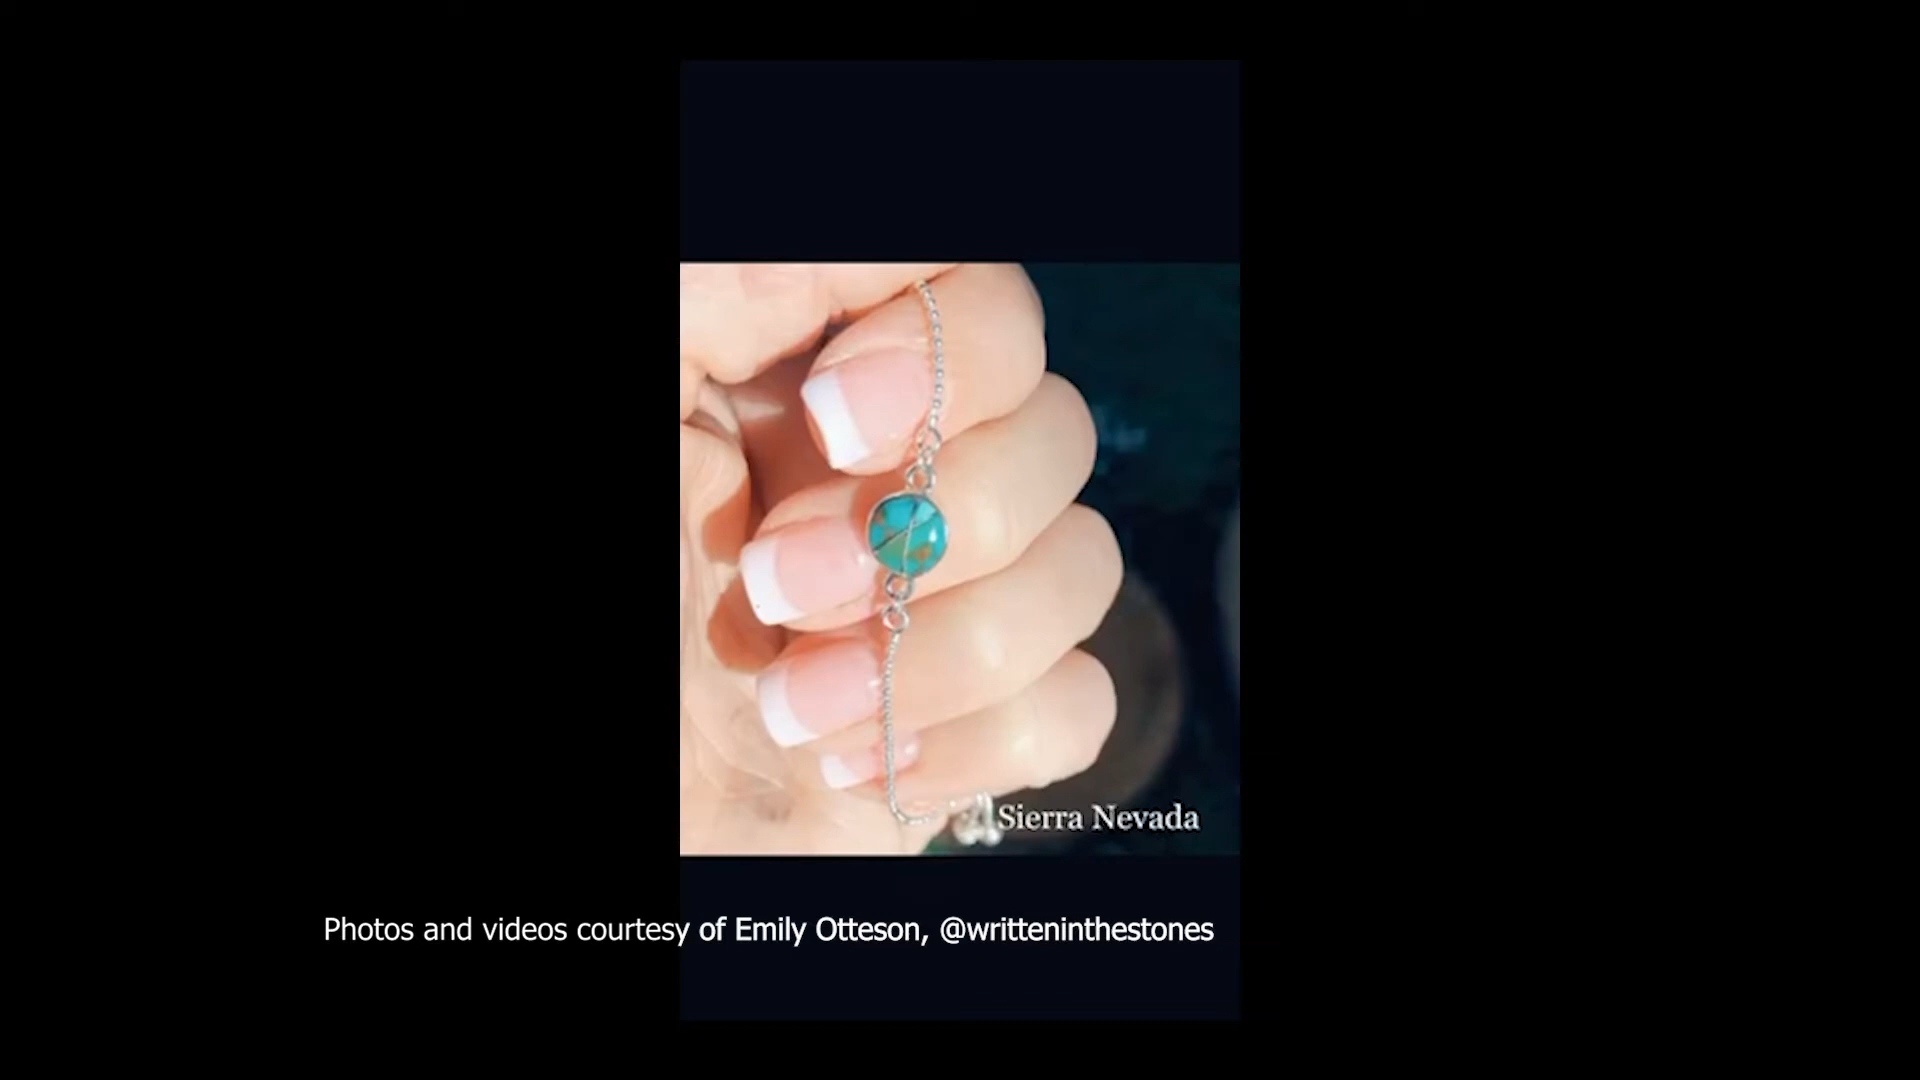 Sierra Nevada
Photos and videos courtesy of Emily Otteson, @writteninthestones